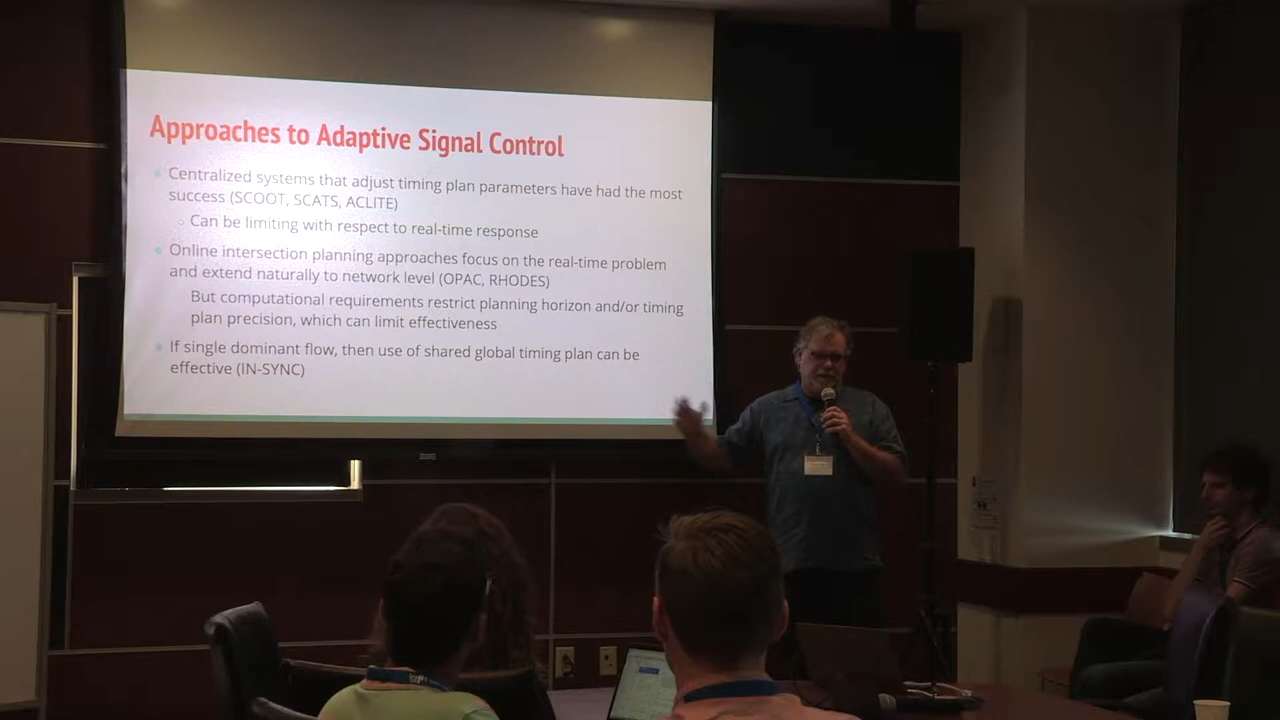 Approaches to Adaptive Signal Control
Centralized systems that adjust timing plan parameters have had the most
success (SCOOT, SCATS, ACLITE)
Can be limiting with respect to real-time response
Online intersection planning approaches focus on the real-time problem
and extend naturally to network level (OPAC, RHODES)
But computational requirements restrict planning horizon and/or timing
plan precision, which can limit effectiveness
If single dominant flow, then use of shared global timing plan can be
effective (IN-SYNC)